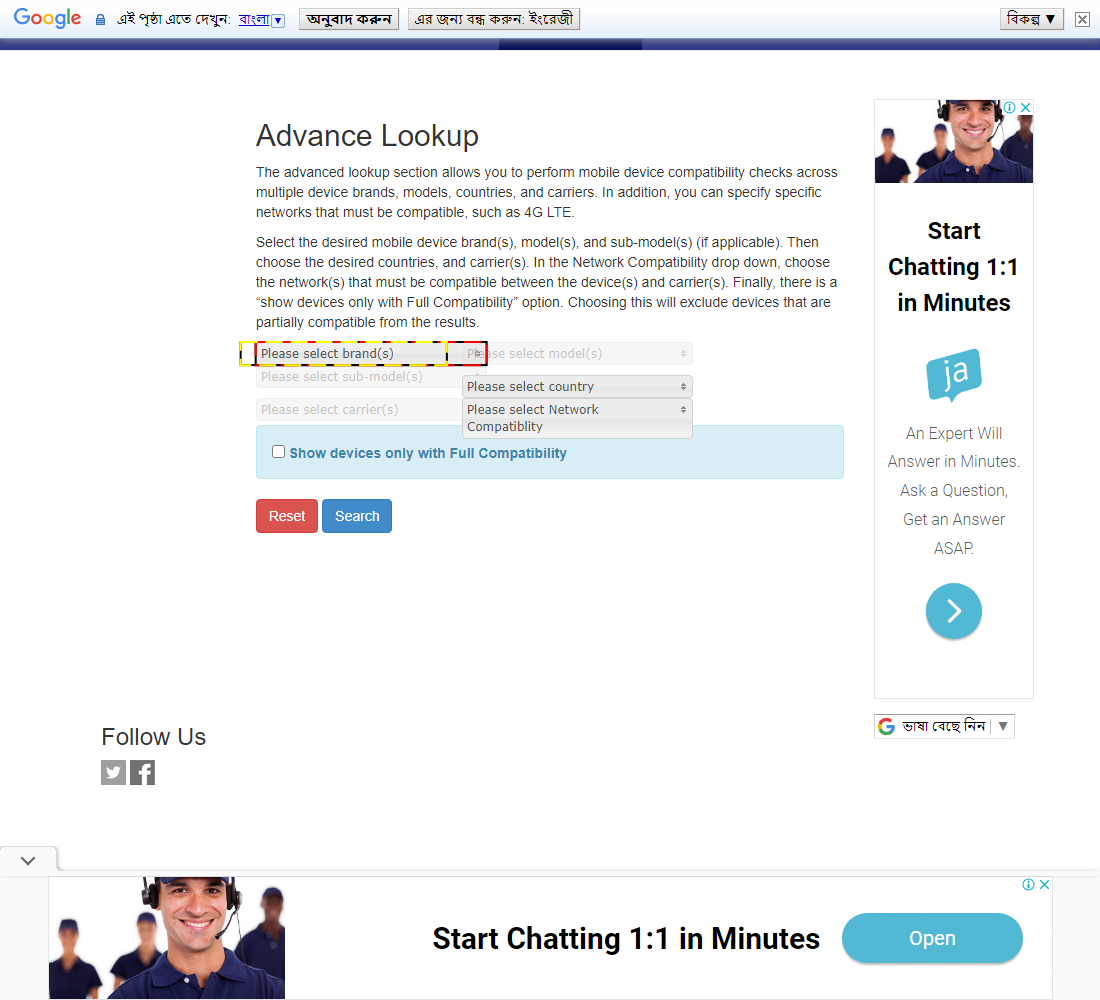 Google এই পৃষ্ঠা এতে দেখুন: বাংলা ▼ অনুবাদ করুন এর জন্য বন্ধ করুন: ইংরেজী বিকল্প ▼
Advance Lookup
The advanced lookup section allows you to perform mobile device compatibility checks across
multiple device brands, models, countries, and carriers. In addition, you can specify specific
networks that must be compatible, such as 4G LTE.
Select the desired mobile device brand(s), model(s), and sub-model(s) (if applicable). Then
choose the desired countries, and carrier(s). In the Network Compatibility drop down, choose
the network(s) that must be compatible between the device(s) and carrier(s). Finally, there is a
“show devices only with Full Compatibility” option. Choosing this will exclude devices that are
partially compatible from the results.
Please select brand(s) Please select model(s)
Please select sub-model(s)
Please select country
Please select carrier(s)
Please select Network
Compatiblity
Show devices only with Full Compatibility
Reset Search
Start
Chatting 1:1
in Minutes
ja
An Expert Will
Answer in Minutes.
Ask a Question,
Get an Answer
ASAP.
G ভাষা বেছে নিন ▼
Follow Us
Start Chatting 1:1 in Minutes
Open